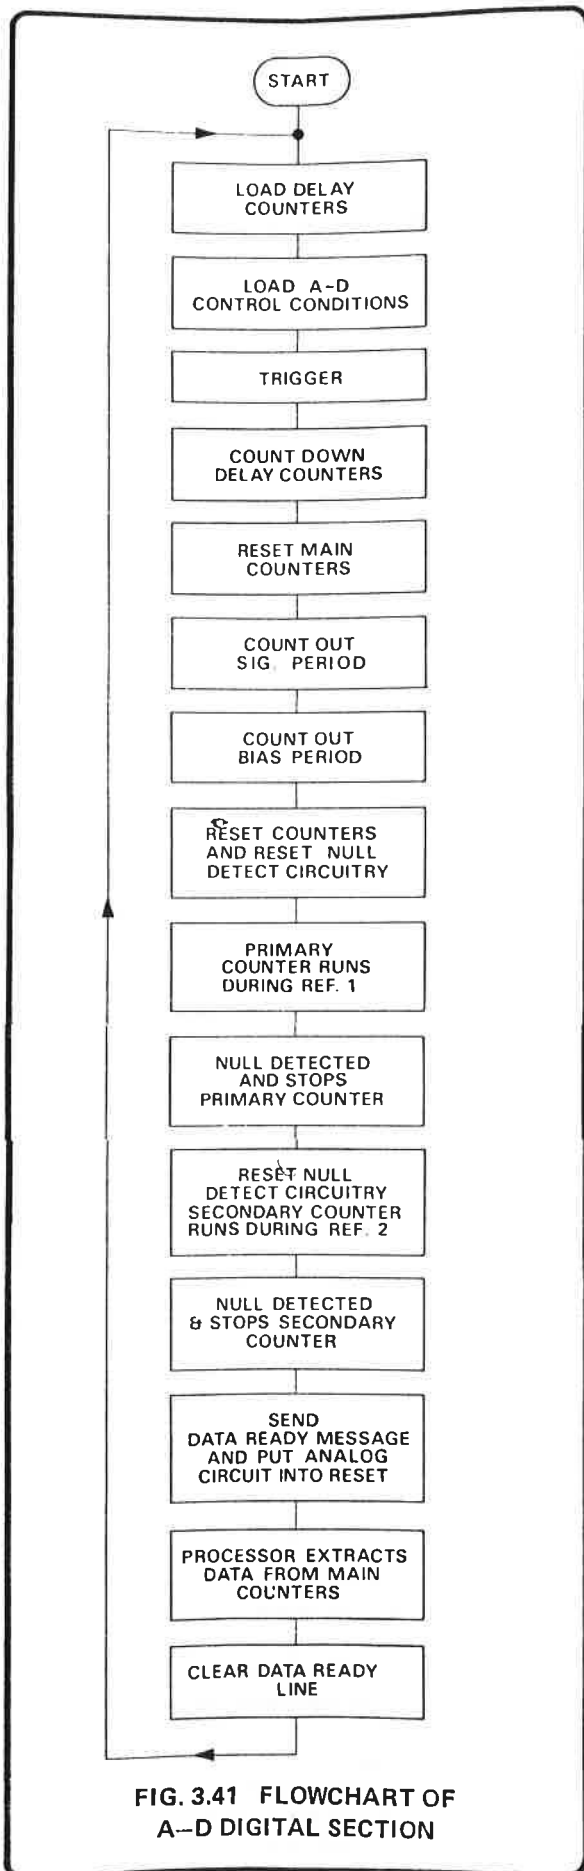 START
LOAD DELAY
COUNTERS
LOAD A-D
CONTROL CONDITIONS
TRIGGER
COUNT DOWN
DELAY COUNTERS
RESET MAIN
COUNTERS
COUNT OUT
SIG. PERIOD
COUNT OUT
BIAS PERIOD
RESET COUNTERS
AND RESET NULL
DETECT CIRCUITRY
PRIMARY
COUNTER RUNS
DURING REF. 1
NULL DETECTED
AND STOPS
PRIMARY COUNTER
RESET NULL
DETECT CIRCUITRY
SECONDARY COUNTER
RUNS DURING REF. 2
NULL DETECTED
& STOPS SECONDARY
COUNTER
SEND
DATA READY MESSAGE
AND PUT ANALOG
CIRCUIT INTO RESET
PROCESSOR EXTRACTS
DATA FROM MAIN
COUNTERS
CLEAR DATA READY
LINE
FIG. 3.41 FLOWCHART OF
A—D DIGITAL SECTION